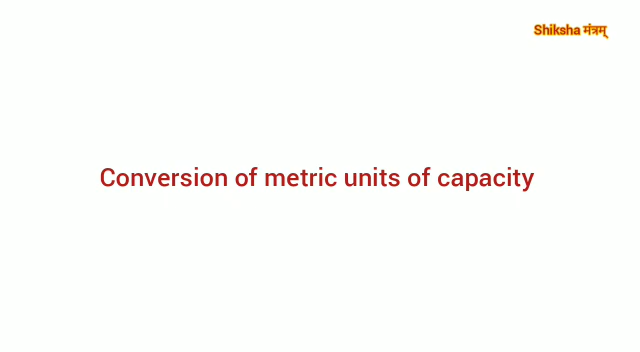 Shiksha मंत्रम्
Conversion of metric units of capacity